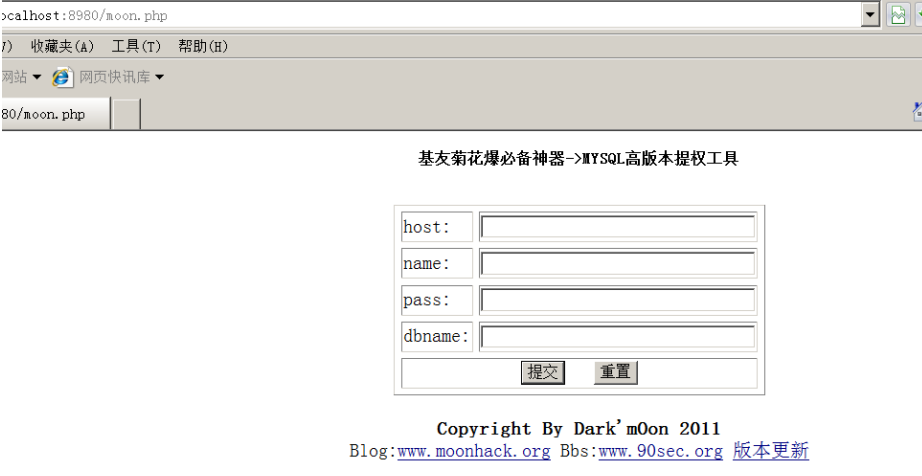 ocalhost:8980/moon.php
收藏夹(A) 工具(T) 帮助(H)
网站 网页快讯库
80/moon.php
基友菊花爆必备神器->MYSQL高版本提权工具
host:
name:
pass:
dbname:
提交 重置
Copyright By Dark'mOon 2011
Blog:www.moonhack.org Bbs:www.90sec.org 版本更新